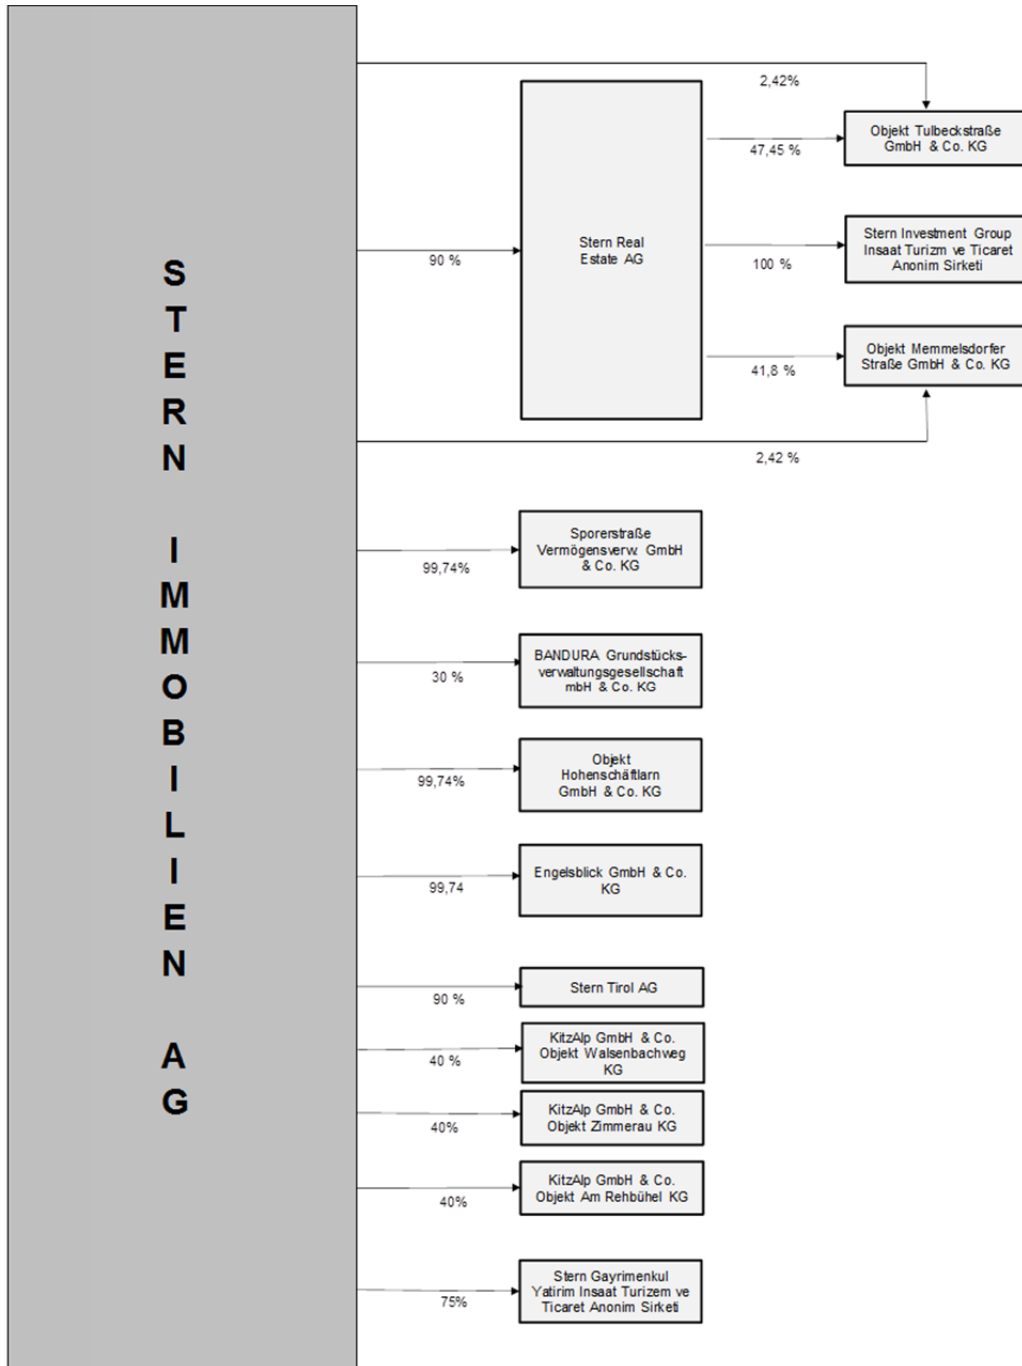 STERN IMMOBILIEN AG
2,42%
Objekt Tulbeckstraße
GmbH & Co. KG
47,45 %
Stern Real
Estate AG
90 %
Stern Investment Group
Insaat Turizm ve Ticaret
Anonim Sirketi
100 %
Objekt Memmelsdorfer
Straße GmbH & Co. KG
41,8 %
2,42 %
Sporerstraße
Vermögensverw. GmbH
& Co. KG
99,74%
BANDURA Grundstücks-
verwaltungsgesellschaft
mbH & Co. KG
30 %
Objekt
Hohenschäftlarn
GmbH & Co. KG
99,74%
Engelsblick GmbH & Co.
KG
99,74
Stern Tirol AG
90 %
KitzAlp GmbH & Co.
Objekt Walsenbachweg
KG
40 %
KitzAlp GmbH & Co.
Objekt Zimmerau KG
40%
KitzAlp GmbH & Co.
Objekt Am Rehbühel KG
40%
Stern Gayrimenkul
Yatirim Insaat Turizem ve
Ticaret Anonim Sirketi
75%